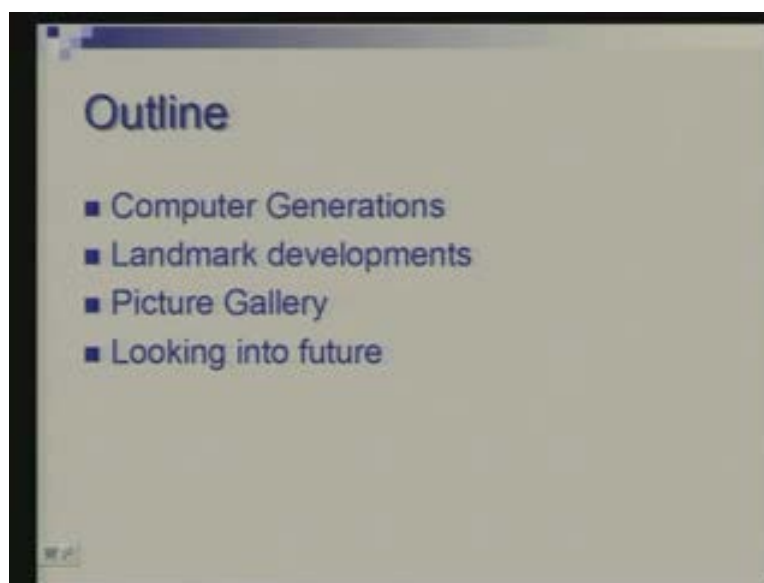 Outline
Computer Generations
Landmark developments
Picture Gallery
Looking into future